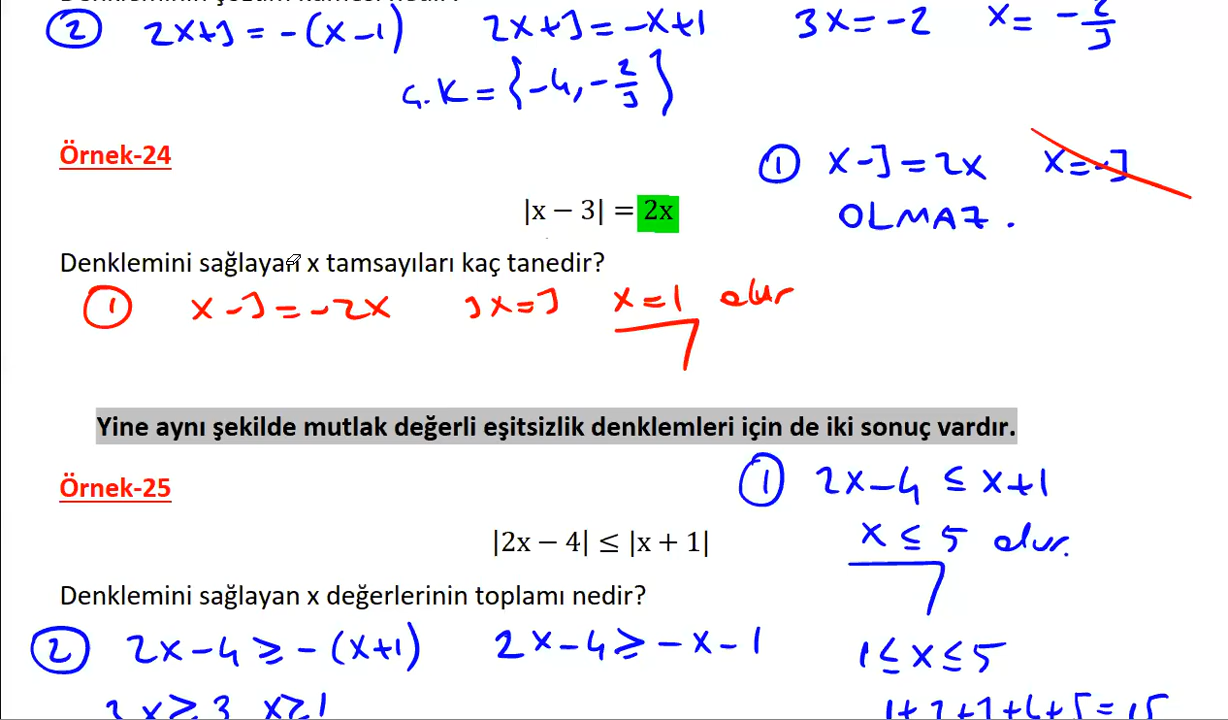 ② 2x+3 = -(x-1) 2x+3 = -x+1 3x = -2 x = -2/3
Ç.K = {-4, -2/3}
Örnek-24
① x-3 = 2x x = -3
|x − 3| = 2x
OLMAZ.
Denklemini sağlayan x tamsayıları kaç tanedir?
① x-3 = -2x 3x = 3 x = 1 olur
Yine aynı şekilde mutlak değerli eşitsizlik denklemleri için de iki sonuç vardır.
Örnek-25
① 2x-4 ≤ x+1
|2x − 4| ≤ |x + 1|
x ≤ 5 olur.
Denklemini sağlayan x değerlerinin toplamı nedir?
② 2x-4 ≥ -(x+1) 2x-4 ≥ -x-1
1 ≤ x ≤ 5
3x ≥ 3 x ≥ 1
1+2+3+4+5 = 15